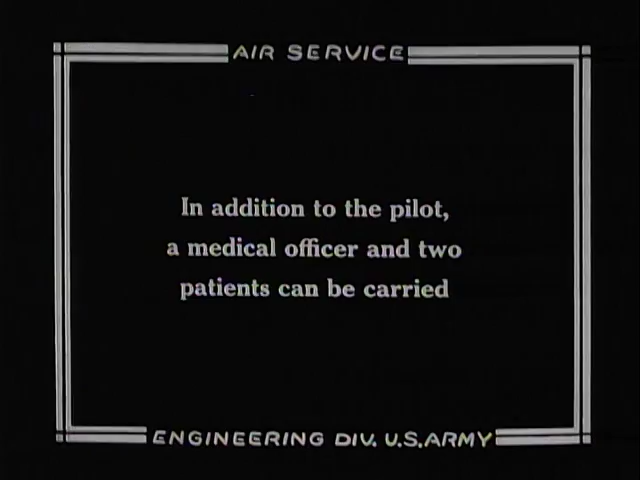 AIR SERVICE
In addition to the pilot,
a medical officer and two
patients can be carried
ENGINEERING DIV. U.S. ARMY